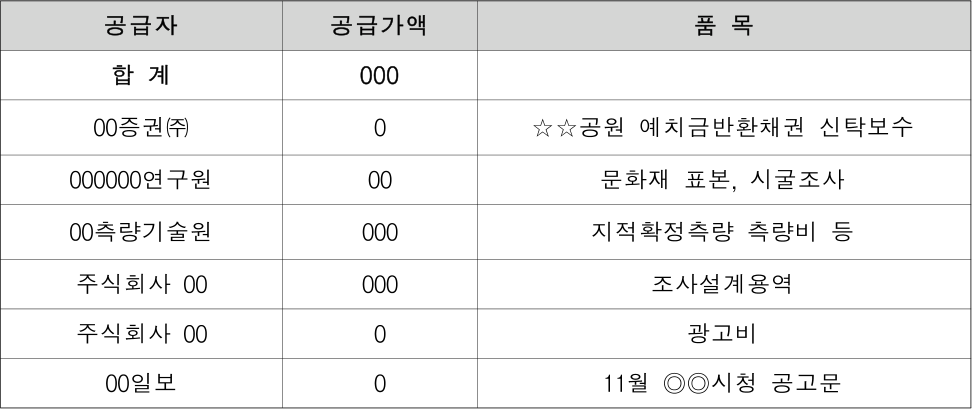 공급자 공급가액 품 목
합 계 000
00증권㈜ 0 ☆☆공원 예치금반환채권 신탁보수
000000연구원 00 문화재 표본, 시굴조사
00측량기술원 000 지적확정측량 측량비 등
주식회사 00 000 조사설계용역
주식회사 00 0 광고비
00일보 0 11월 ◎◎시청 공고문